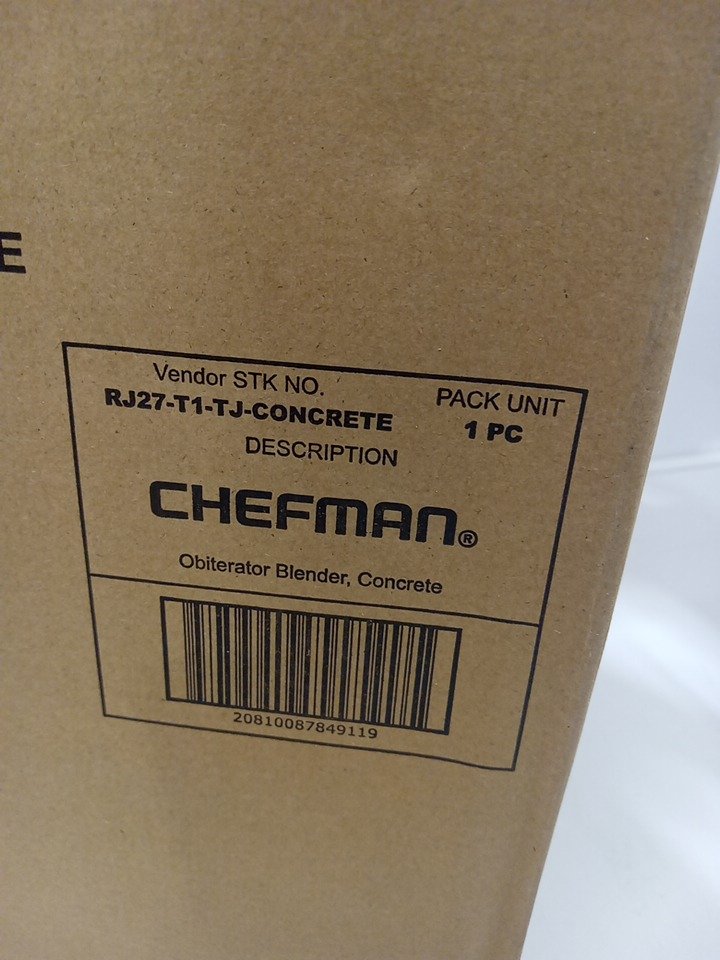 E
Vendor STK NO.
RJ27-T1-TJ-CONCRETE
PACK UNIT
1 PC
DESCRIPTION
CHEFMAN®
Obiterator Blender, Concrete
20810087849119